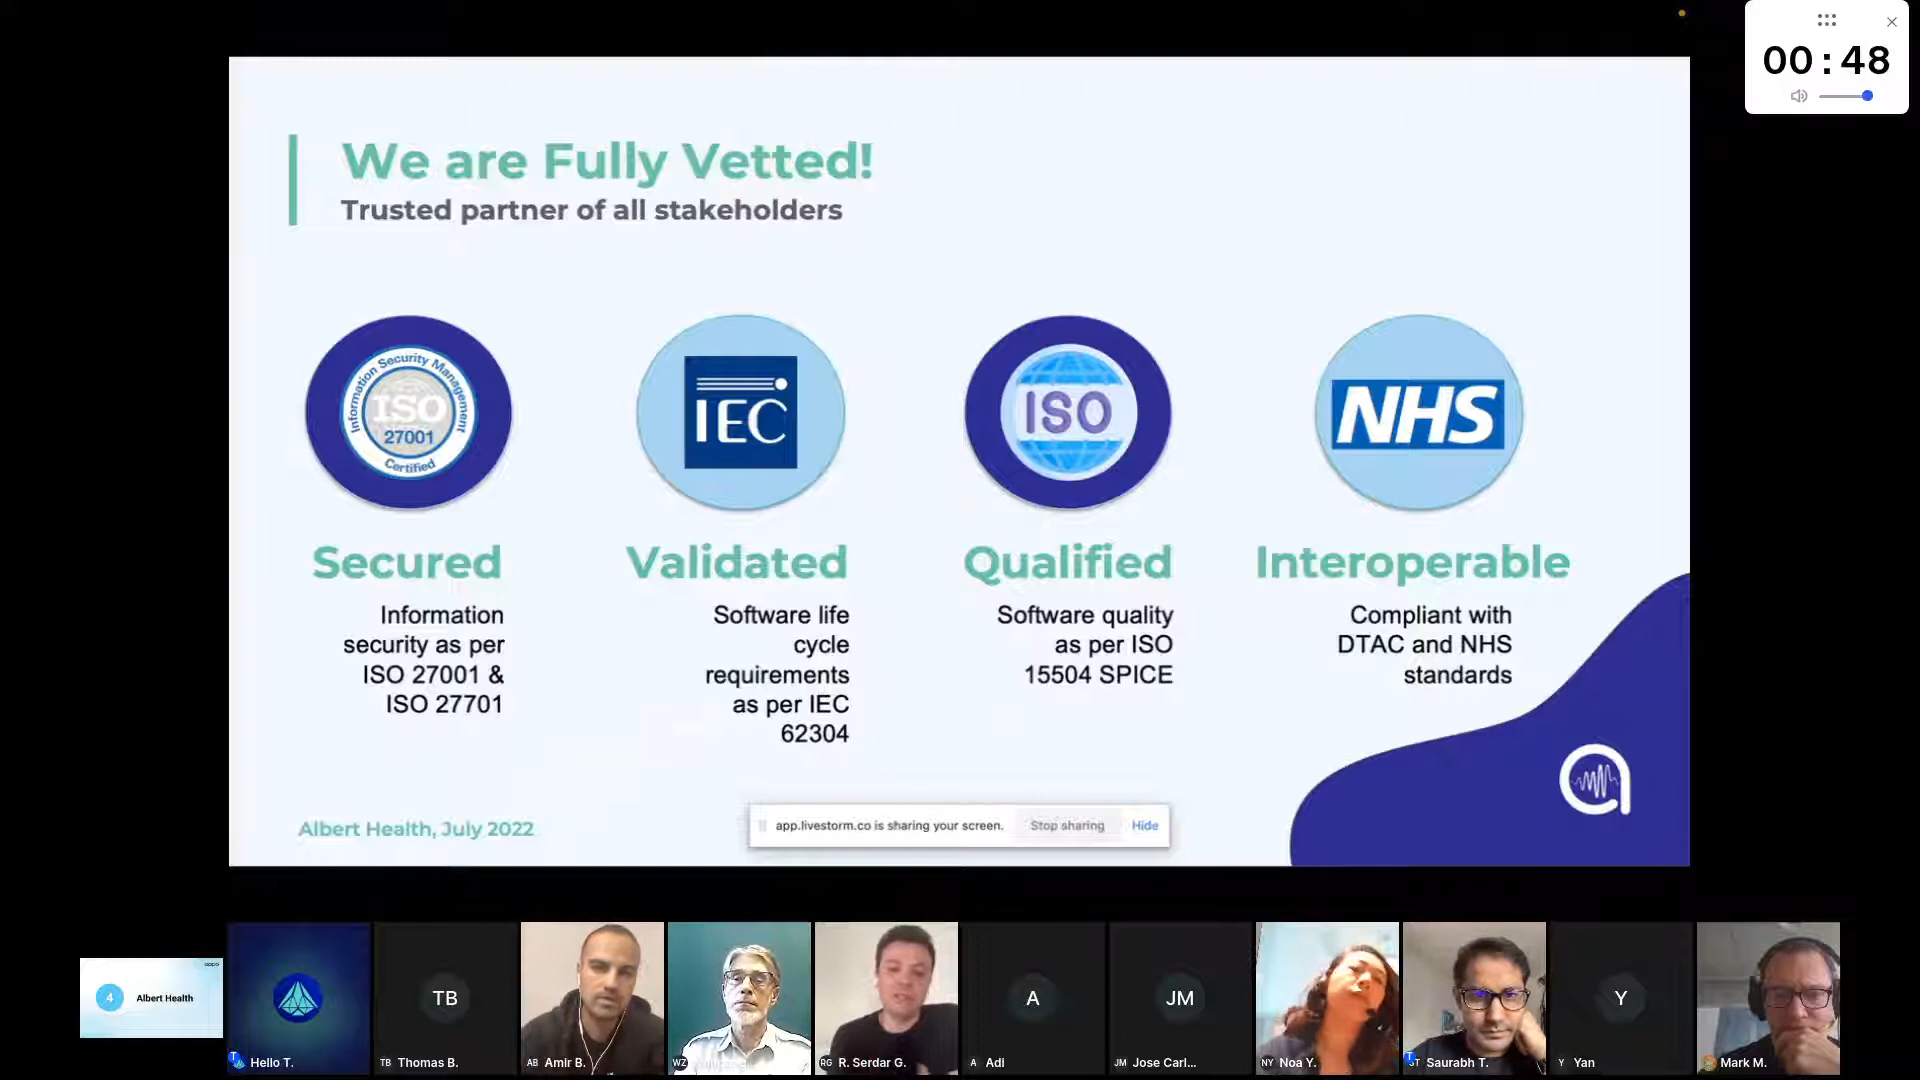 00:48
We are Fully Vetted!
Trusted partner of all stakeholders
Information Security Management
ISO
27001
Certified
IEC
ISO
NHS
Secured
Validated
Qualified
Interoperable
Information
security as per
ISO 27001 &
ISO 27701
Software life
cycle
requirements
as per IEC
62304
Software quality
as per ISO
15504 SPICE
Compliant with
DTAC and NHS
standards
Albert Health, July 2022
app.livestorm.co is sharing your screen.
Stop sharing
Hide
4
Albert Health
TB
A
JM
Y
T
Hello T.
TB Thomas B.
AB Amir B.
WZ
RG R. Serdar G.
A Adi
JM Jose Carl...
NY Noa Y.
ST Saurabh T.
Y Yan
Mark M.